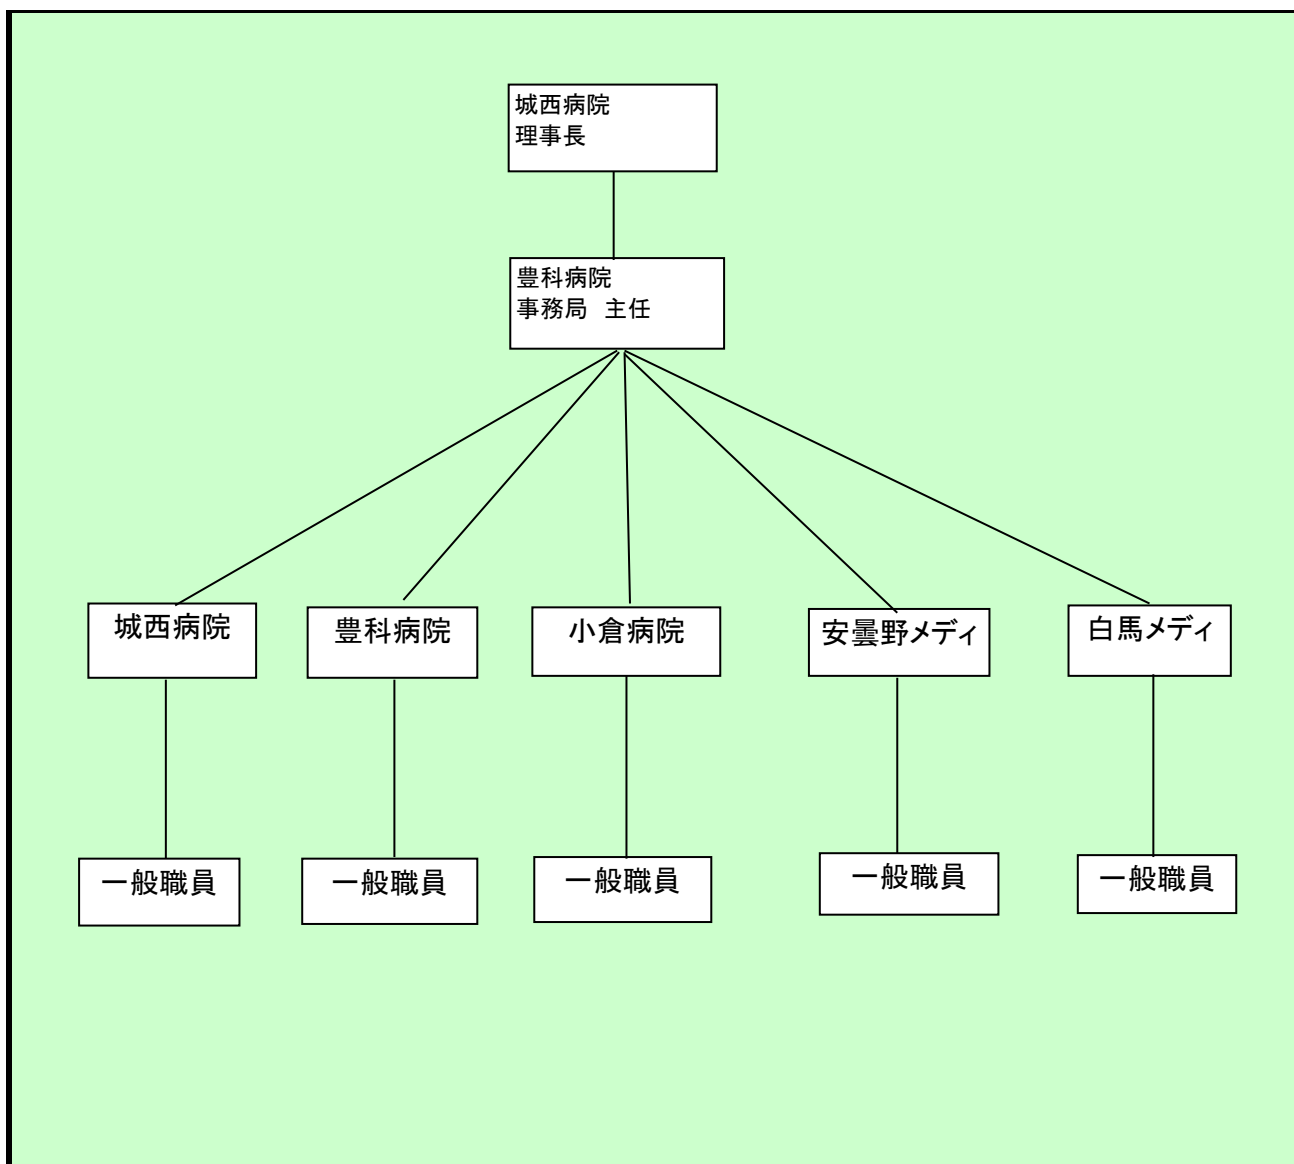 城西病院
理事長
豊科病院
事務局　主任
城西病院
豊科病院
小倉病院
安曇野メディ
白馬メディ
一般職員
一般職員
一般職員
一般職員
一般職員